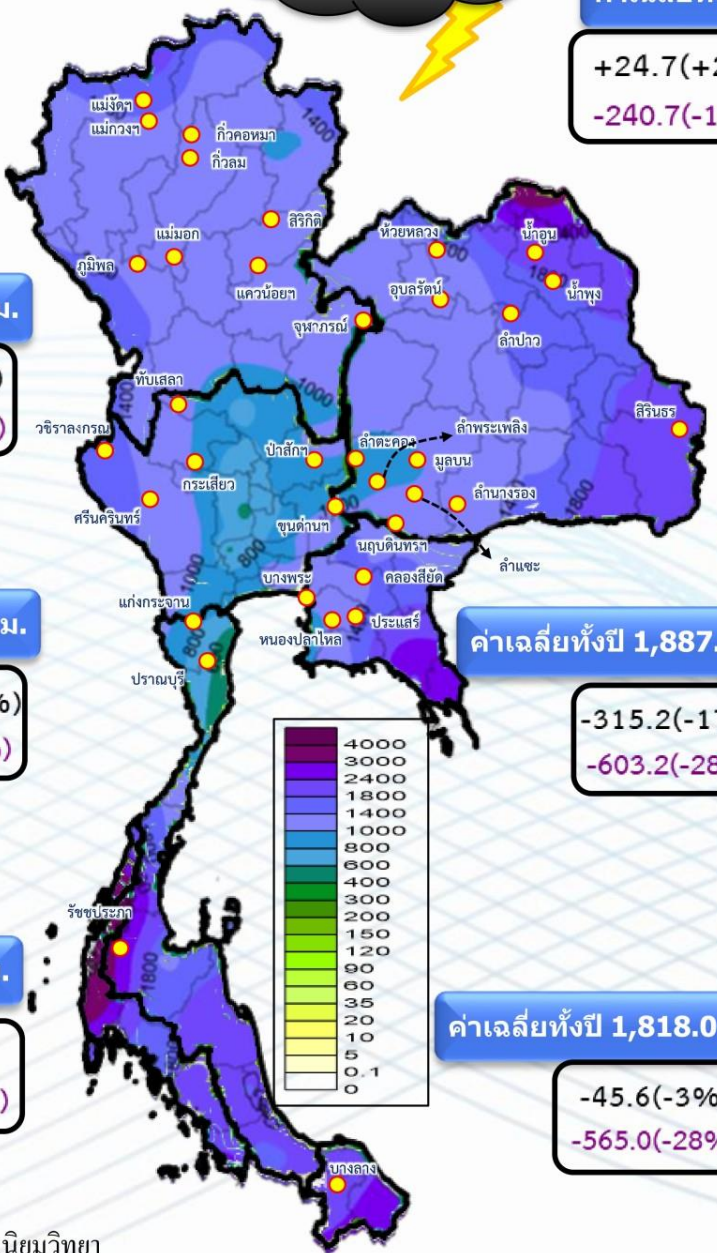 +24.7(+2
-240.7(-1
1400
แม่งัดฯ
แม่กวงฯ
กิ่วคอหมา
กิ่วลม
สิริกิติ์
แม่มอก
ภูมิพล
แควน้อยฯ
ห้วยหลวง
น้ำอูน
น้ำพุง
อุบลรัตน์
จุฬาภรณ์
ลำปาว
ม.
)
)
ทับเสลา
1000
1400
1800
วชิราลงกรณ
ป่าสักฯ
ลำตะคอง
ลำพระเพลิง
สิรินธร
กระเสียว
มูลบน
ศรีนครินทร์
ขุนด่านฯ
ลำนางรอง
1400
1800
นฤบดินทรฯ
ลำแซะ
1000
800
บางพระ
คลองสียัด
ม.
แก่งกระจาน
800
หนองปลาไหล
ประแสร์
ค่าเฉลี่ยทั้งปี 1,887.
ปราณบุรี
%)
)
-315.2(-17
-603.2(-28
4000
3000
2400
1800
1400
1000
800
600
400
300
200
150
120
90
60
35
20
10
5
0.1
0
รัชชประภา
1800
.
)
ค่าเฉลี่ยทั้งปี 1,818.0
-45.6(-3%
-565.0(-28%
บางลาง
นิยมวิทยา